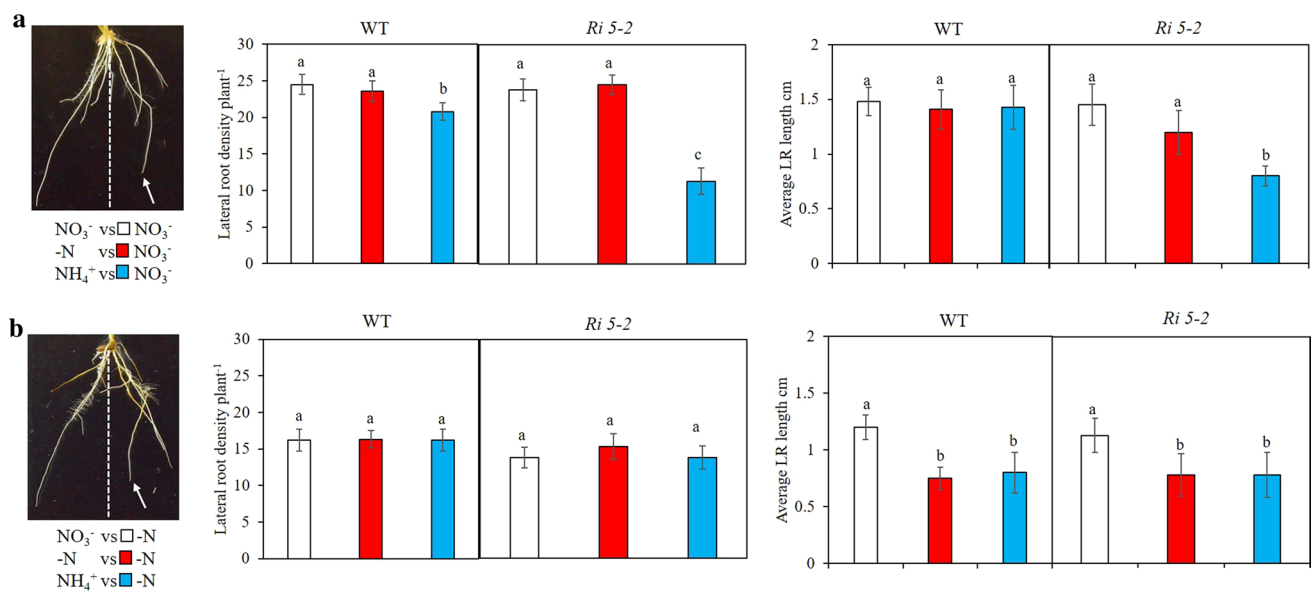 a
WT
Ri 5-2
Lateral root density plant⁻¹
30
25
20
15
10
5
0
a
a
b
a
a
c
WT
Ri 5-2
Average LR length cm
2
1.5
1
0.5
0
a
a
a
a
a
b
NO₃⁻ vs NO₃⁻
-N vs NO₃⁻
NH₄⁺ vs NO₃⁻
b
WT
Ri 5-2
Lateral root density plant⁻¹
30
25
20
15
10
5
0
a
a
a
a
a
a
WT
Ri 5-2
Average LR length cm
2
1.5
1
0.5
0
a
b
b
a
b
b
NO₃⁻ vs -N
-N vs -N
NH₄⁺ vs -N